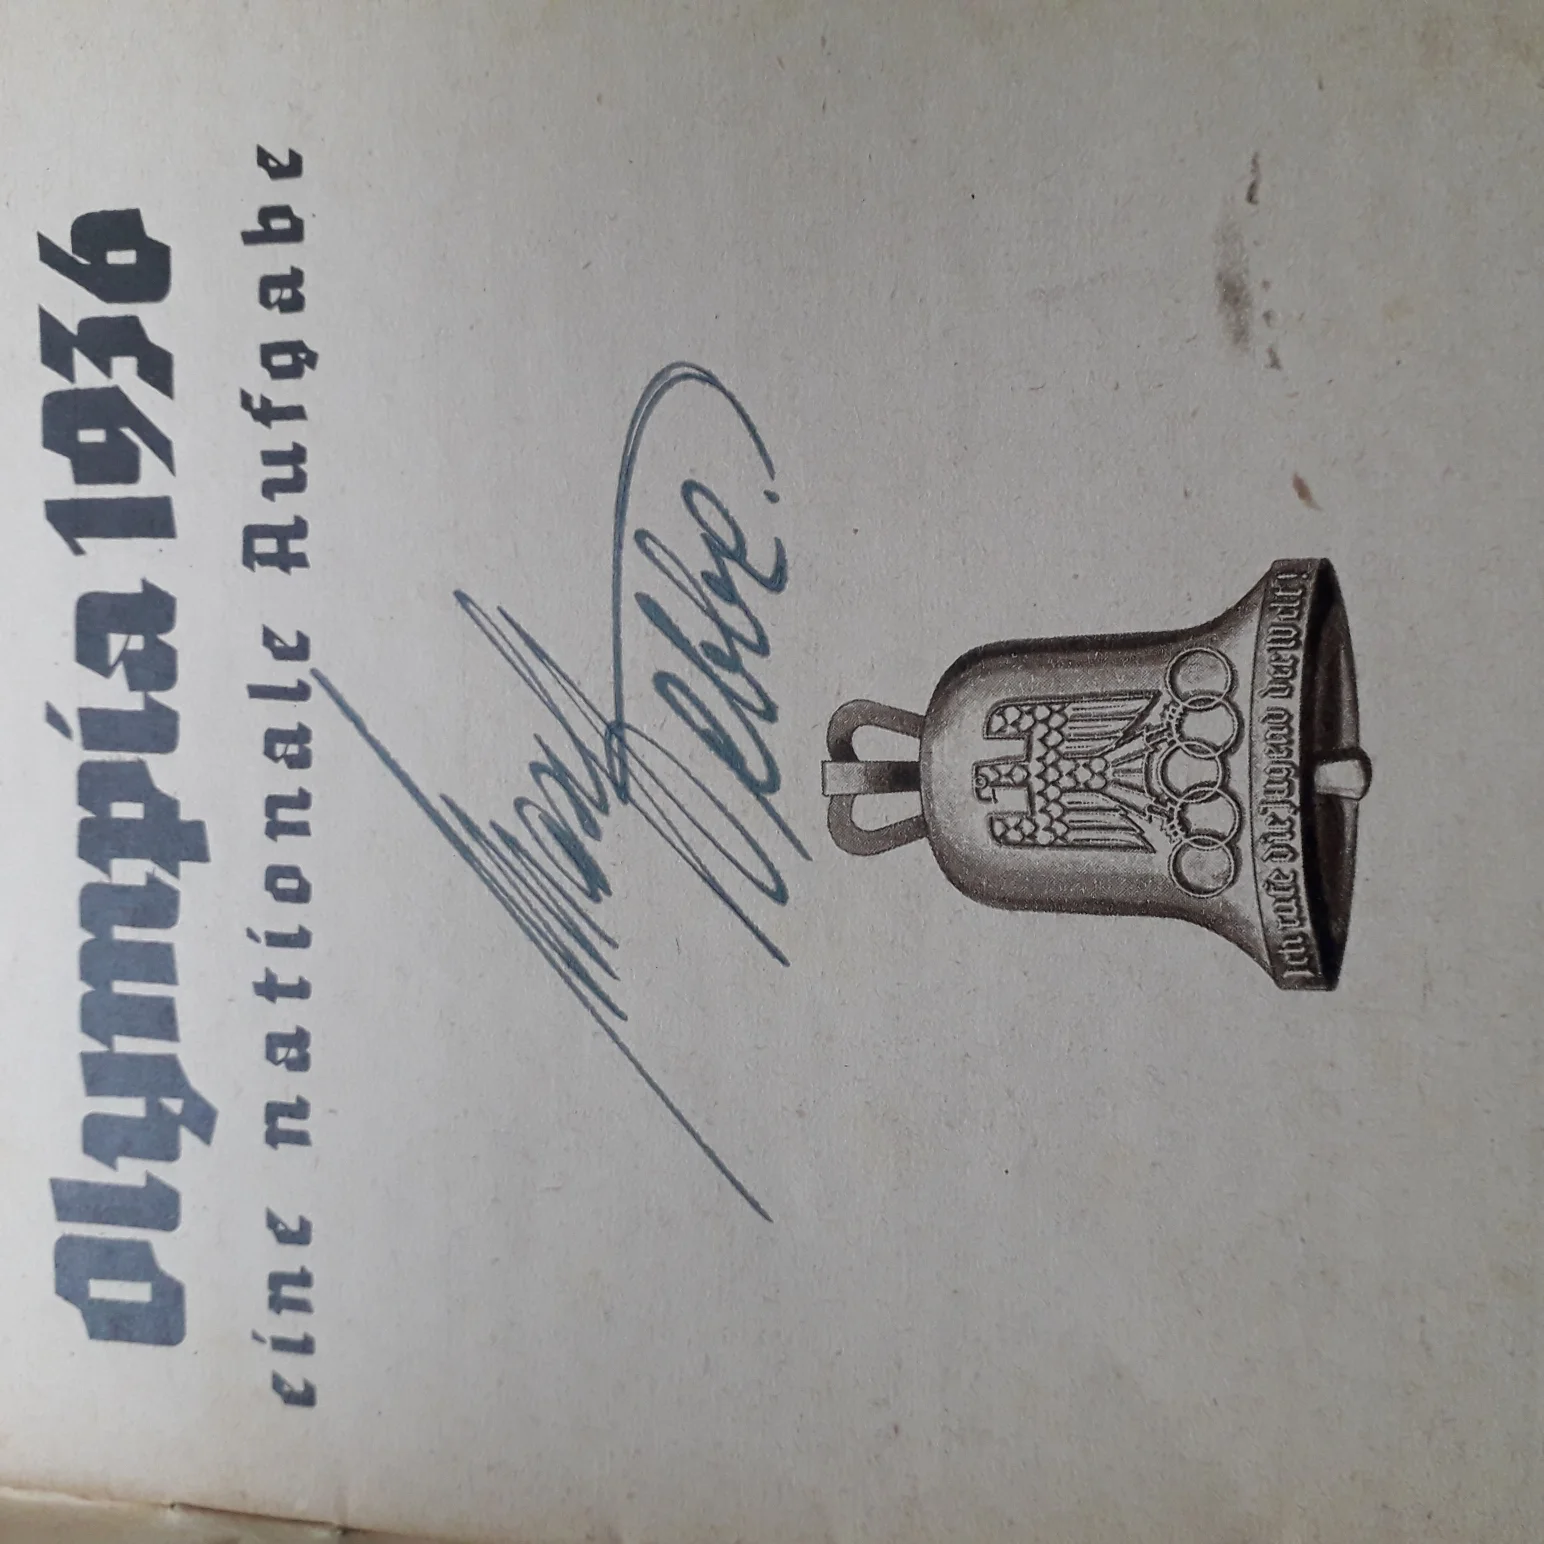 Olympia 1936
eine nationale Aufgabe
Ich rufe die Jugend der Welt!